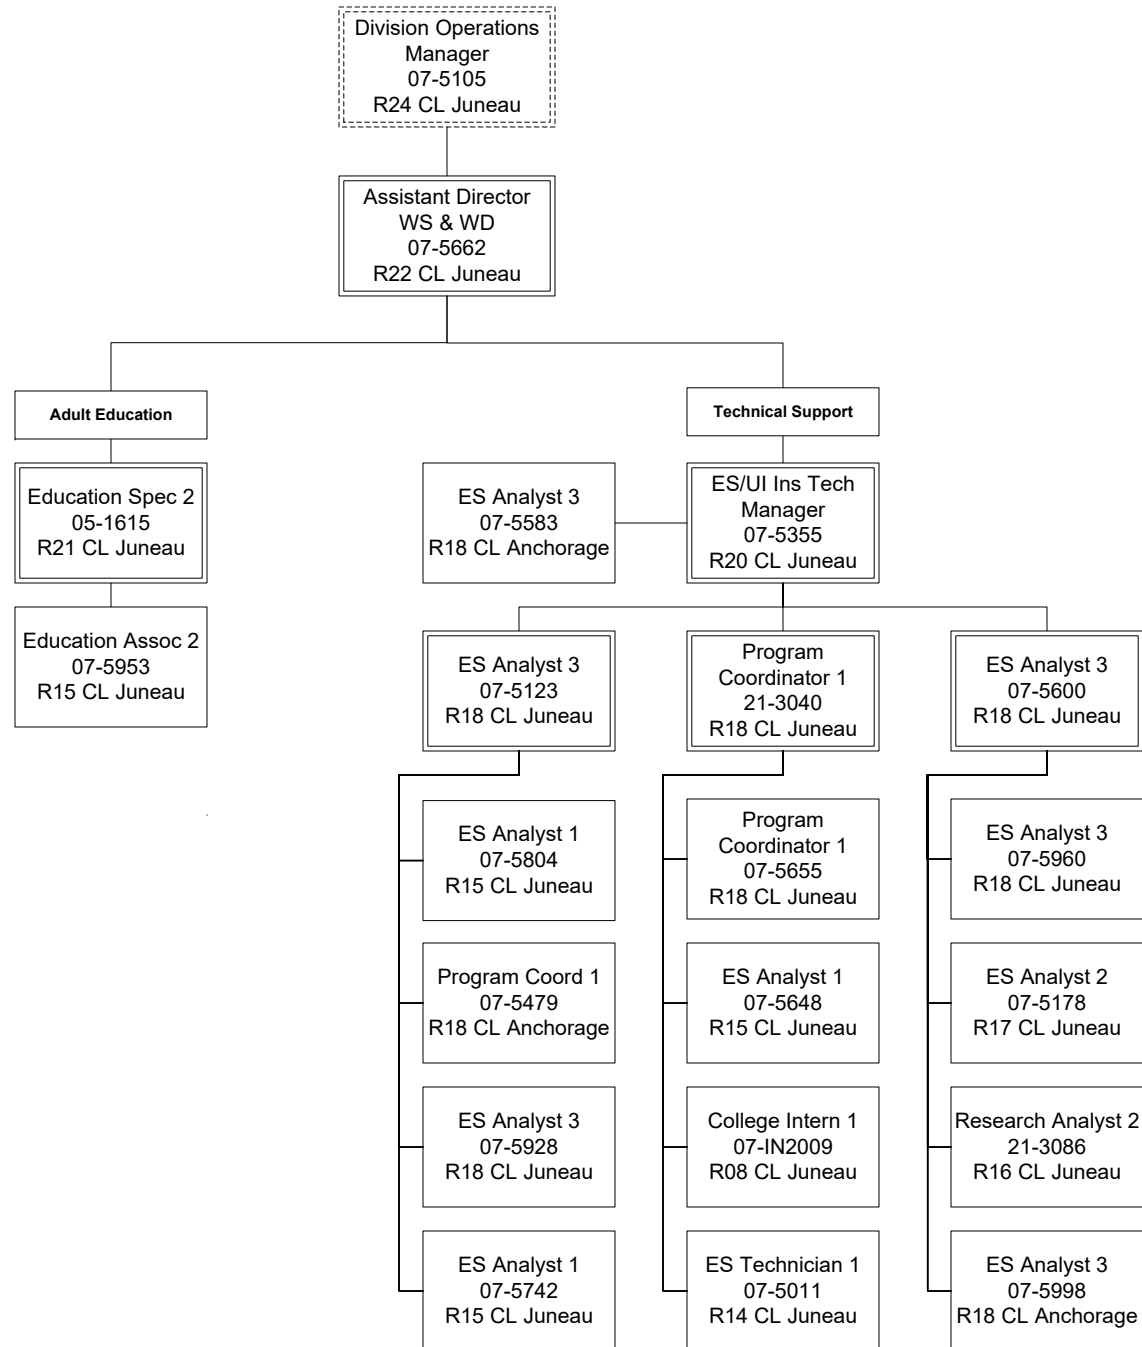 Division Operations
Manager
07-5105
R24 CL Juneau
Assistant Director
WS & WD
07-5662
R22 CL Juneau
Adult Education
Technical Support
Education Spec 2
05-1615
R21 CL Juneau
ES Analyst 3
07-5583
R18 CL Anchorage
ES/UI Ins Tech
Manager
07-5355
R20 CL Juneau
Education Assoc 2
07-5953
R15 CL Juneau
ES Analyst 3
07-5123
R18 CL Juneau
Program
Coordinator 1
21-3040
R18 CL Juneau
ES Analyst 3
07-5600
R18 CL Juneau
ES Analyst 1
07-5804
R15 CL Juneau
Program
Coordinator 1
07-5655
R18 CL Juneau
ES Analyst 3
07-5960
R18 CL Juneau
Program Coord 1
07-5479
R18 CL Anchorage
ES Analyst 1
07-5648
R15 CL Juneau
ES Analyst 2
07-5178
R17 CL Juneau
ES Analyst 3
07-5928
R18 CL Juneau
College Intern 1
07-IN2009
R08 CL Juneau
Research Analyst 2
21-3086
R16 CL Juneau
ES Analyst 1
07-5742
R15 CL Juneau
ES Technician 1
07-5011
R14 CL Juneau
ES Analyst 3
07-5998
R18 CL Anchorage